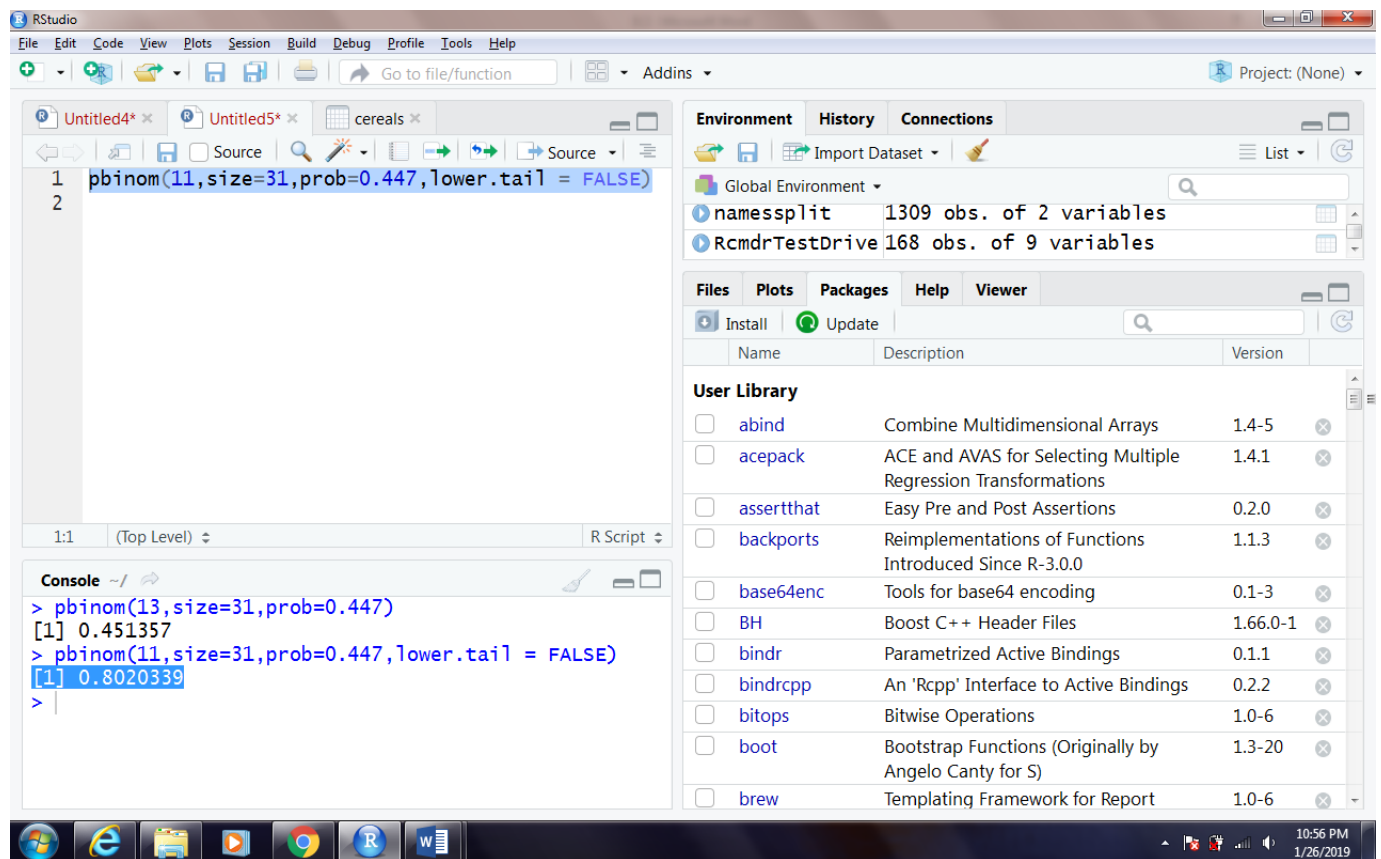 RStudio
File Edit Code View Plots Session Build Debug Profile Tools Help
Go to file/function Addins Project: (None)
Untitled4* Untitled5* cereals
Source Source
1 pbinom(11,size=31,prob=0.447,lower.tail = FALSE)
2
1:1 (Top Level) R Script
Console ~/
> pbinom(13,size=31,prob=0.447)
[1] 0.451357
> pbinom(11,size=31,prob=0.447,lower.tail = FALSE)
[1] 0.8020339
>
Environment History Connections
Import Dataset List
Global Environment
namessplit 1309 obs. of 2 variables
RcmdrTestDrive 168 obs. of 9 variables
Files Plots Packages Help Viewer
Install Update
Name Description Version
User Library
abind Combine Multidimensional Arrays 1.4-5
acepack ACE and AVAS for Selecting Multiple 1.4.1
Regression Transformations
assertthat Easy Pre and Post Assertions 0.2.0
backports Reimplementations of Functions 1.1.3
Introduced Since R-3.0.0
base64enc Tools for base64 encoding 0.1-3
BH Boost C++ Header Files 1.66.0-1
bindr Parametrized Active Bindings 0.1.1
bindrcpp An 'Rcpp' Interface to Active Bindings 0.2.2
bitops Bitwise Operations 1.0-6
boot Bootstrap Functions (Originally by 1.3-20
Angelo Canty for S)
brew Templating Framework for Report 1.0-6
10:56 PM
1/26/2019